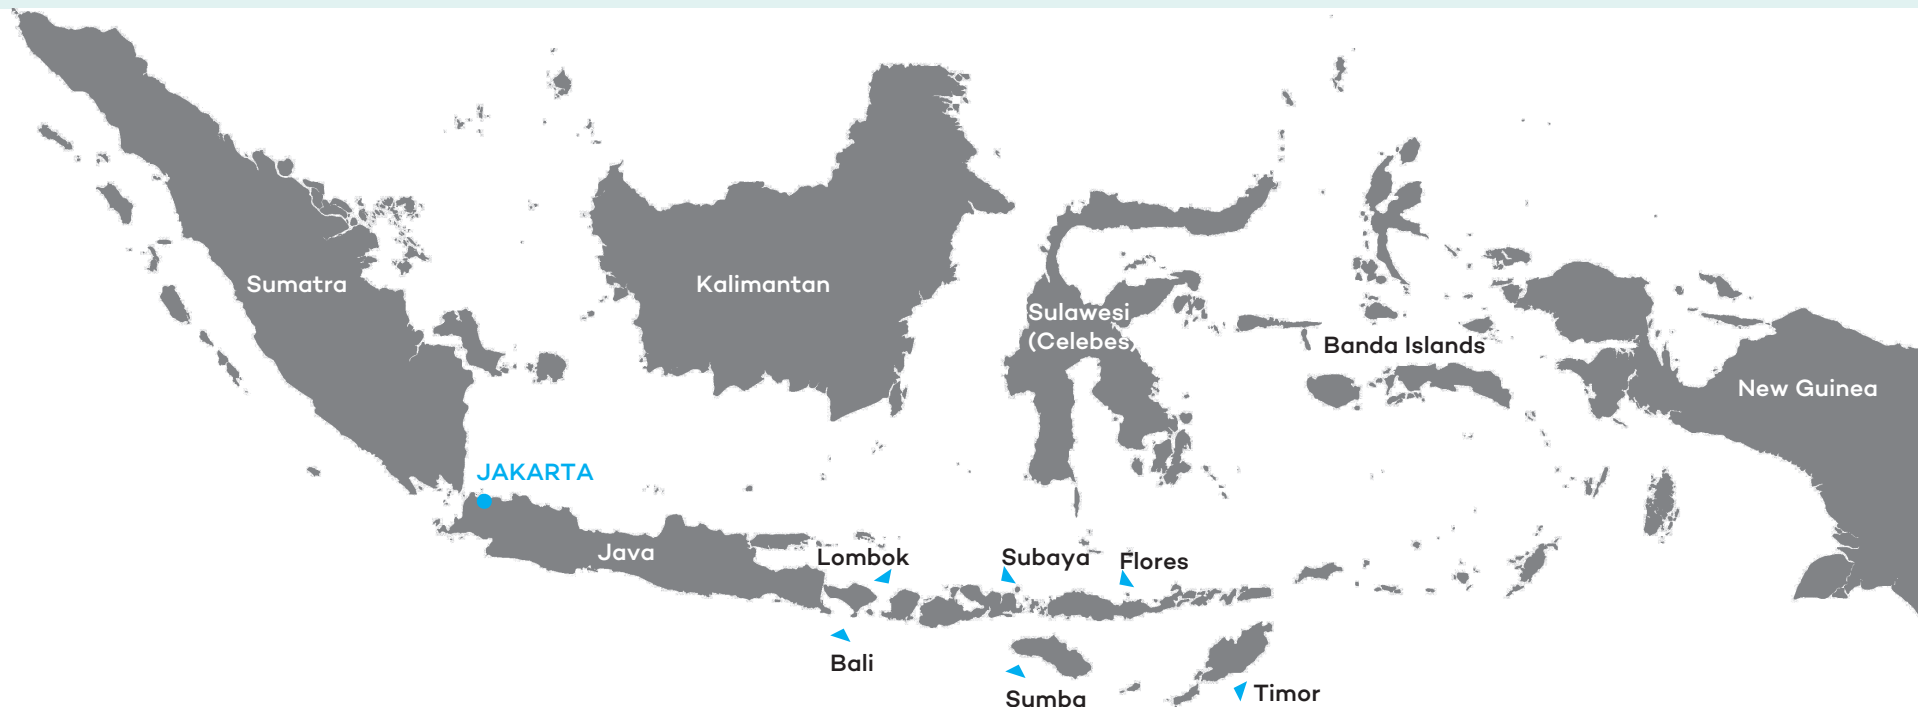 Sumatra
Kalimantan
Sulawesi
(Celebes)
Banda Islands
New Guinea
JAKARTA
Java
Lombok
Subaya
Flores
Bali
Sumba
Timor